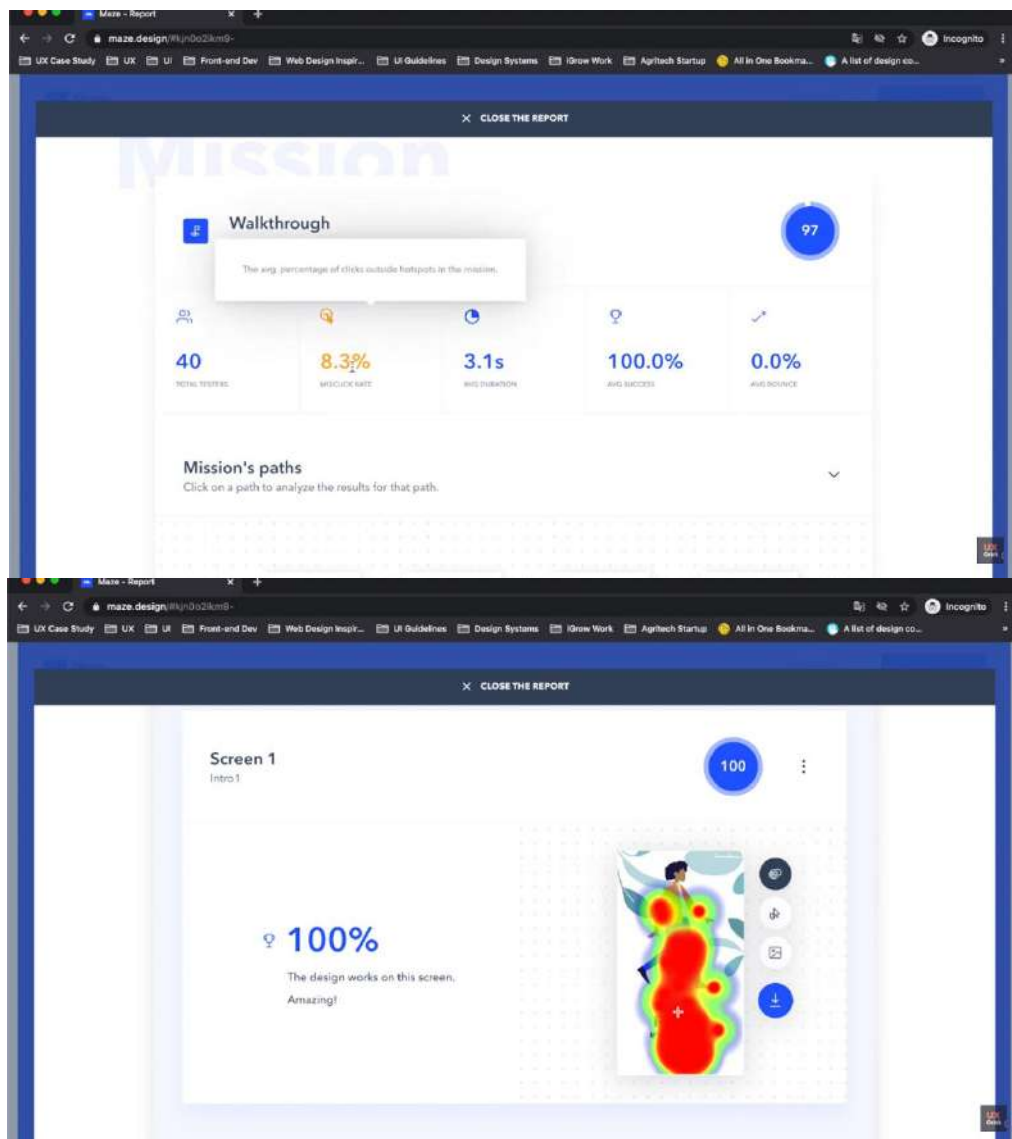 Maze - Report
maze.design/#kjn0o2ikm9-
Incognito
UX Case Study UX UI Front-end Dev Web Design Inspir... UI Guidelines Design Systems iGrow Work Agritech Startup All in One Bookma... A list of design co...
CLOSE THE REPORT
Mission
Walkthrough
97
The avg. percentage of clicks outside hotspots in the mission.
40 8.3% 3.1s 100.0% 0.0%
TOTAL TESTERS MISCLICK RATE AVG DURATION AVG SUCCESS AVG BOUNCE
Mission's paths
Click on a path to analyze the results for that path.
UX
Maze - Report
maze.design/#kjn0o2ikm9-
Incognito
UX Case Study UX UI Front-end Dev Web Design Inspir... UI Guidelines Design Systems iGrow Work Agritech Startup All in One Bookma... A list of design co...
CLOSE THE REPORT
Screen 1
Intro1
100
100%
The design works on this screen.
Amazing!
UX